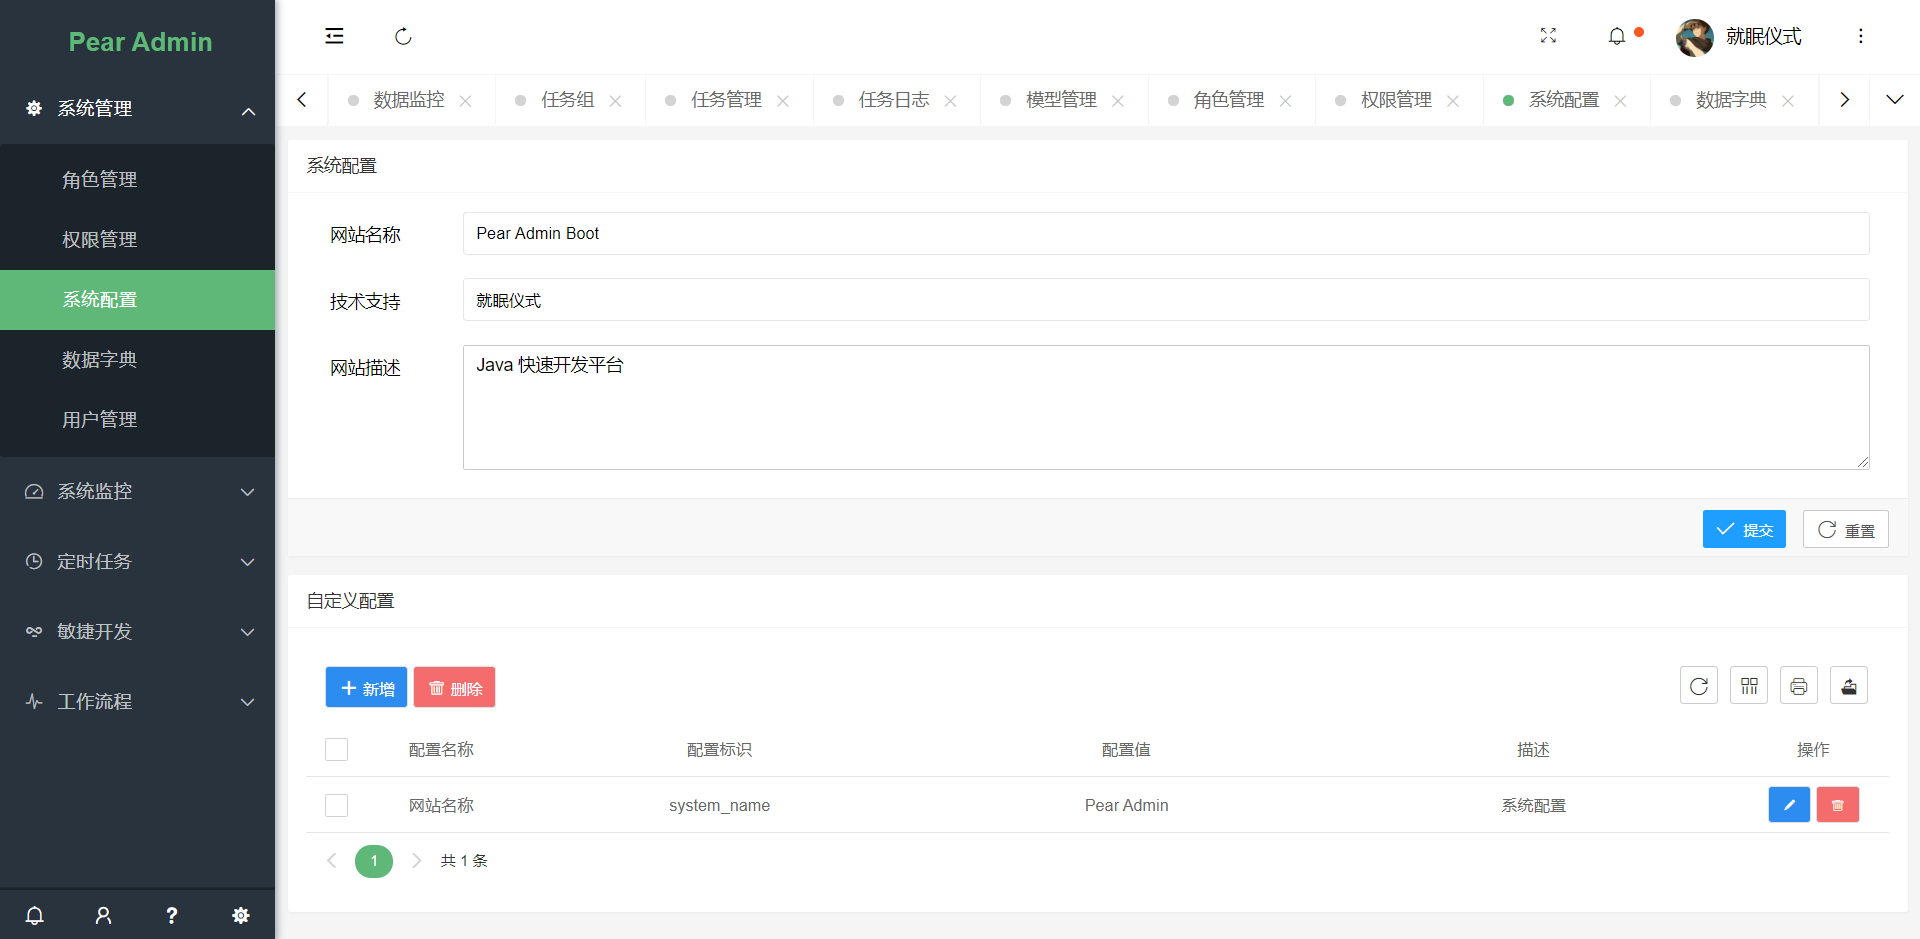 Pear Admin
系统管理
角色管理
权限管理
系统配置
数据字典
用户管理
系统监控
定时任务
敏捷开发
工作流程
就眠仪式
数据监控 任务组 任务管理 任务日志 模型管理 角色管理 权限管理 系统配置 数据字典
系统配置
网站名称 Pear Admin Boot
技术支持 就眠仪式
网站描述 Java 快速开发平台
提交 重置
自定义配置
新增 删除
配置名称 配置标识 配置值 描述 操作
网站名称 system_name Pear Admin 系统配置
1 共 1 条